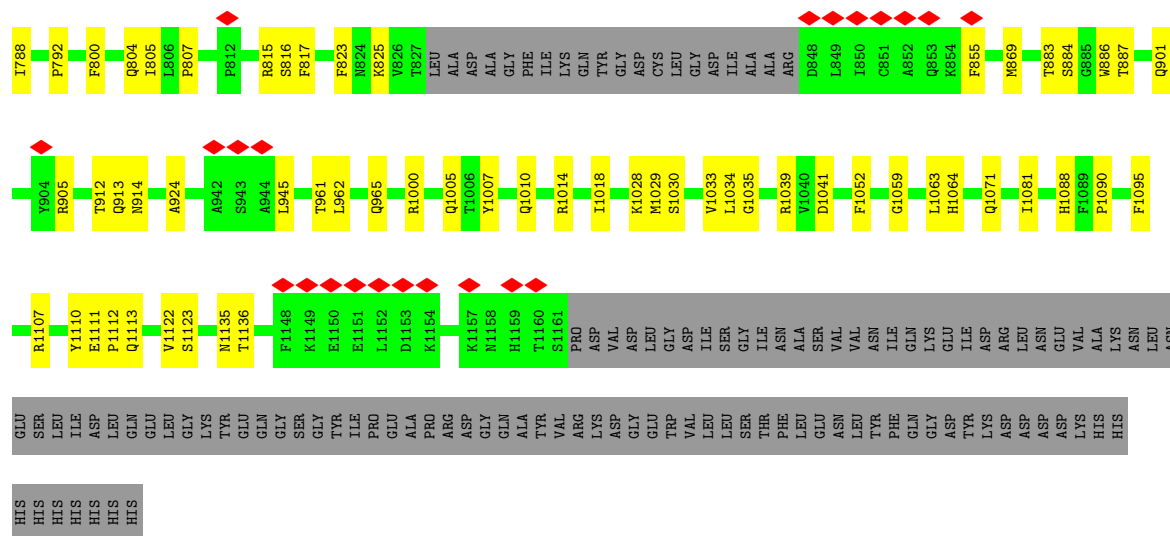 I788 P792 F800 Q804 I805 L806 P807 P812 R815 S816 F817 F823 N824 K825 V826 T827 LEU ALA ASP ALA GLY PHE ILE LYS GLN TYR GLY ASP CYS LEU GLY ASP ILE ALA ALA ARG D848 L849 I850 C851 A852 Q853 K854 F855 M869 T883 S884 G885 W886 T887 Q901
Y904 R905 T912 Q913 N914 A924 A942 S943 A944 L945 T961 L962 Q965 R1000 Q1005 T1006 Y1007 Q1010 R1014 I1018 K1028 M1029 S1030 V1033 L1034 G1035 R1039 V1040 D1041 F1052 G1059 L1063 H1064 Q1071 I1081 H1088 F1089 P1090 F1095
R1107 Y1110 E1111 P1112 Q1113 V1122 S1123 N1135 T1136 F1148 K1149 E1150 E1151 L1152 D1153 K1154 K1157 N1158 H1159 T1160 S1161 PRO ASP VAL ASP LEU GLY ASP ILE SER GLY ILE ASN ALA SER VAL VAL ASN ILE GLN LYS GLU ILE ASP ARG LEU ASN GLU VAL ALA LYS ASN LEU ASN
GLU SER LEU ILE ASP LEU GLN GLU LEU GLY LYS TYR GLU GLN GLY SER GLY TYR ILE PRO GLU ALA PRO ARG ASP GLY GLN ALA TYR VAL ARG LYS ASP GLY GLU TRP VAL LEU LEU SER THR PHE LEU GLU ASN LEU TYR PHE GLN GLY ASP TYR LYS ASP ASP ASP ASP LYS HIS HIS
HIS HIS HIS HIS HIS HIS